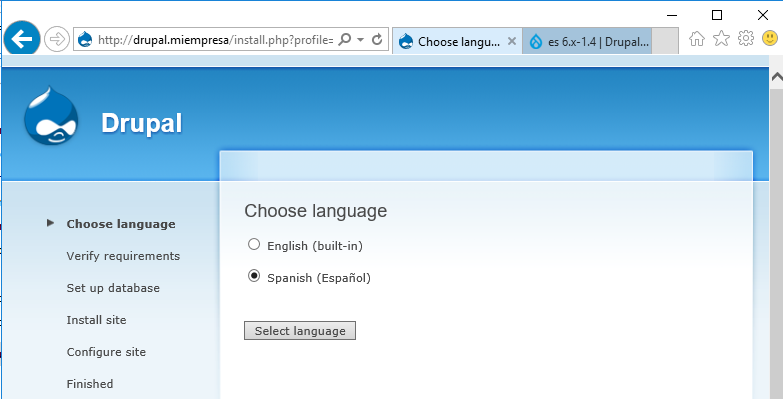 http://drupal.miempresa/install.php?profile=
Choose langu...
es 6.x-1.4 | Drupal...
Drupal
Choose language
Verify requirements
Set up database
Install site
Configure site
Finished
Choose language
English (built-in)
Spanish (Español)
Select language